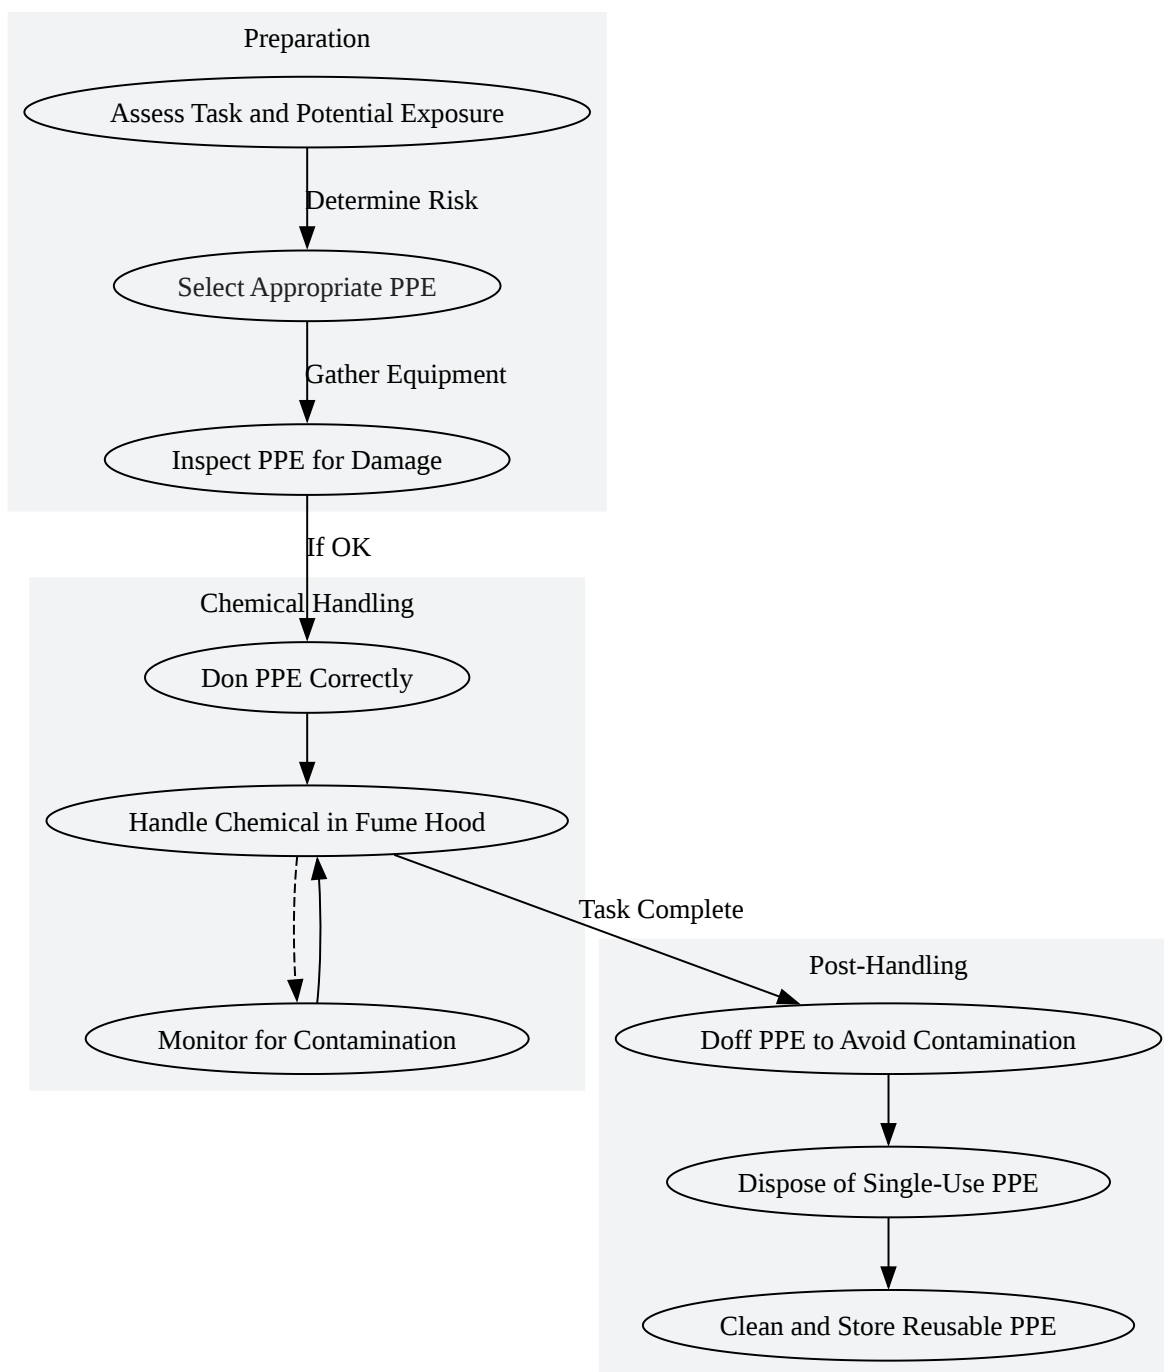 Preparation
Assess Task and Potential Exposure
Determine Risk
Select Appropriate PPE
Gather Equipment
Inspect PPE for Damage
If OK
Chemical Handling
Don PPE Correctly
Handle Chemical in Fume Hood
Task Complete
Post-Handling
Monitor for Contamination
Doff PPE to Avoid Contamination
Dispose of Single-Use PPE
Clean and Store Reusable PPE